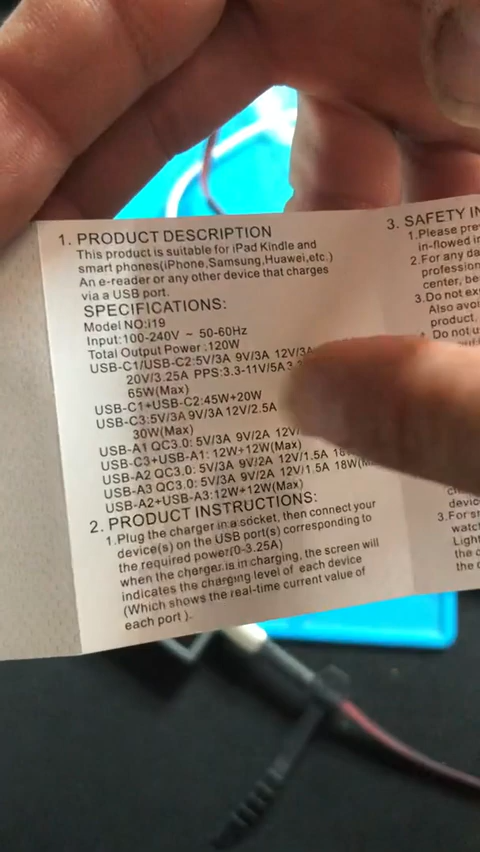 1. PRODUCT DESCRIPTION
This product is suitable for iPad Kindle and
smart phones(iPhone,Samsung,Huawei,etc.)
An e-reader or any other device that charges
via a USB port.
SPECIFICATIONS:
Model NO:i19
Input:100-240V ~ 50-60Hz
Total Output Power :120W
USB-C1/USB-C2:5V/3A 9V/3A 12V/3A
20V/3.25A PPS:3.3-11V/5A
65W(Max)
USB-C1+USB-C2:45W+20W
USB-C3:5V/3A 9V/3A 12V/2.5A
30W(Max)
USB-A1 QC3.0: 5V/3A 9V/2A 12V/
USB-C3+USB-A1: 12W+12W(Max)
USB-A2 QC3.0: 5V/3A 9V/2A 12V/1.5A
USB-A3 QC3.0: 5V/3A 9V/2A 12V/1.5A 18W
USB-A2+USB-A3:12W+12W(Max)
2. PRODUCT INSTRUCTIONS:
1.Plug the charger in a socket, then connect your
device(s) on the USB port(s) corresponding to
the required power(0-3.25A)
when the charger is in charging, the screen will
indicates the charging level of each device
(Which shows the real-time current value of
each port ).
3. SAFETY
1.Please
in-flowed
2.For any
3.Do not
Also
product.
Do not
3.For
the
the